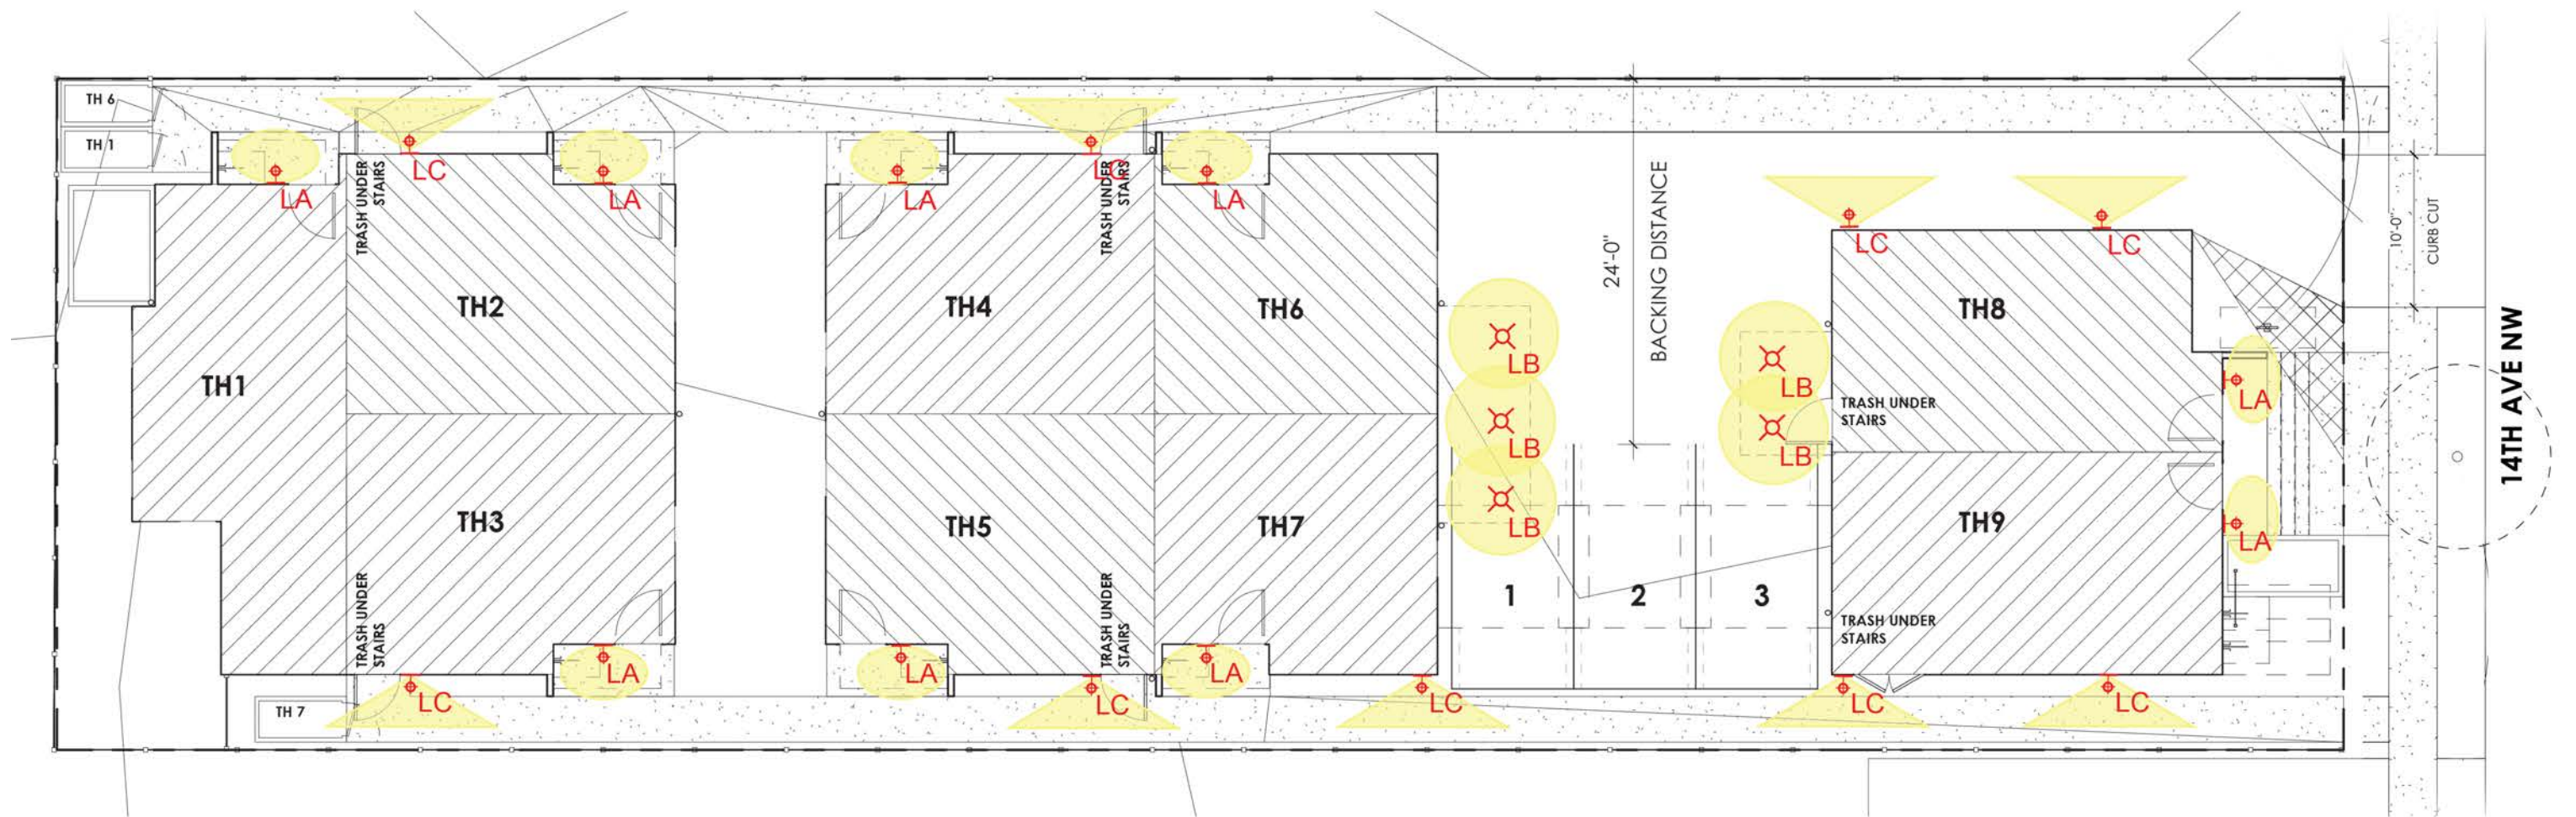 TH 6
TH 1
LA
TRASH UNDER
STAIRS
LC
LA
LA
TRASH UNDER
STAIRS
LC
LA
24'-0"
BACKING DISTANCE
LC
LC
10'-0"
CURB CUT
TH1
TH2
TH4
TH6
LB
LB
LB
LB
LB
TH8
TRASH UNDER
STAIRS
LA
LA
14TH AVE NW
TH3
TH5
TH7
TH9
TRASH UNDER
STAIRS
LA
LA
TRASH UNDER
STAIRS
LA
1
2
3
TRASH UNDER
STAIRS
TH 7
LC
LC
LC
LC
LC